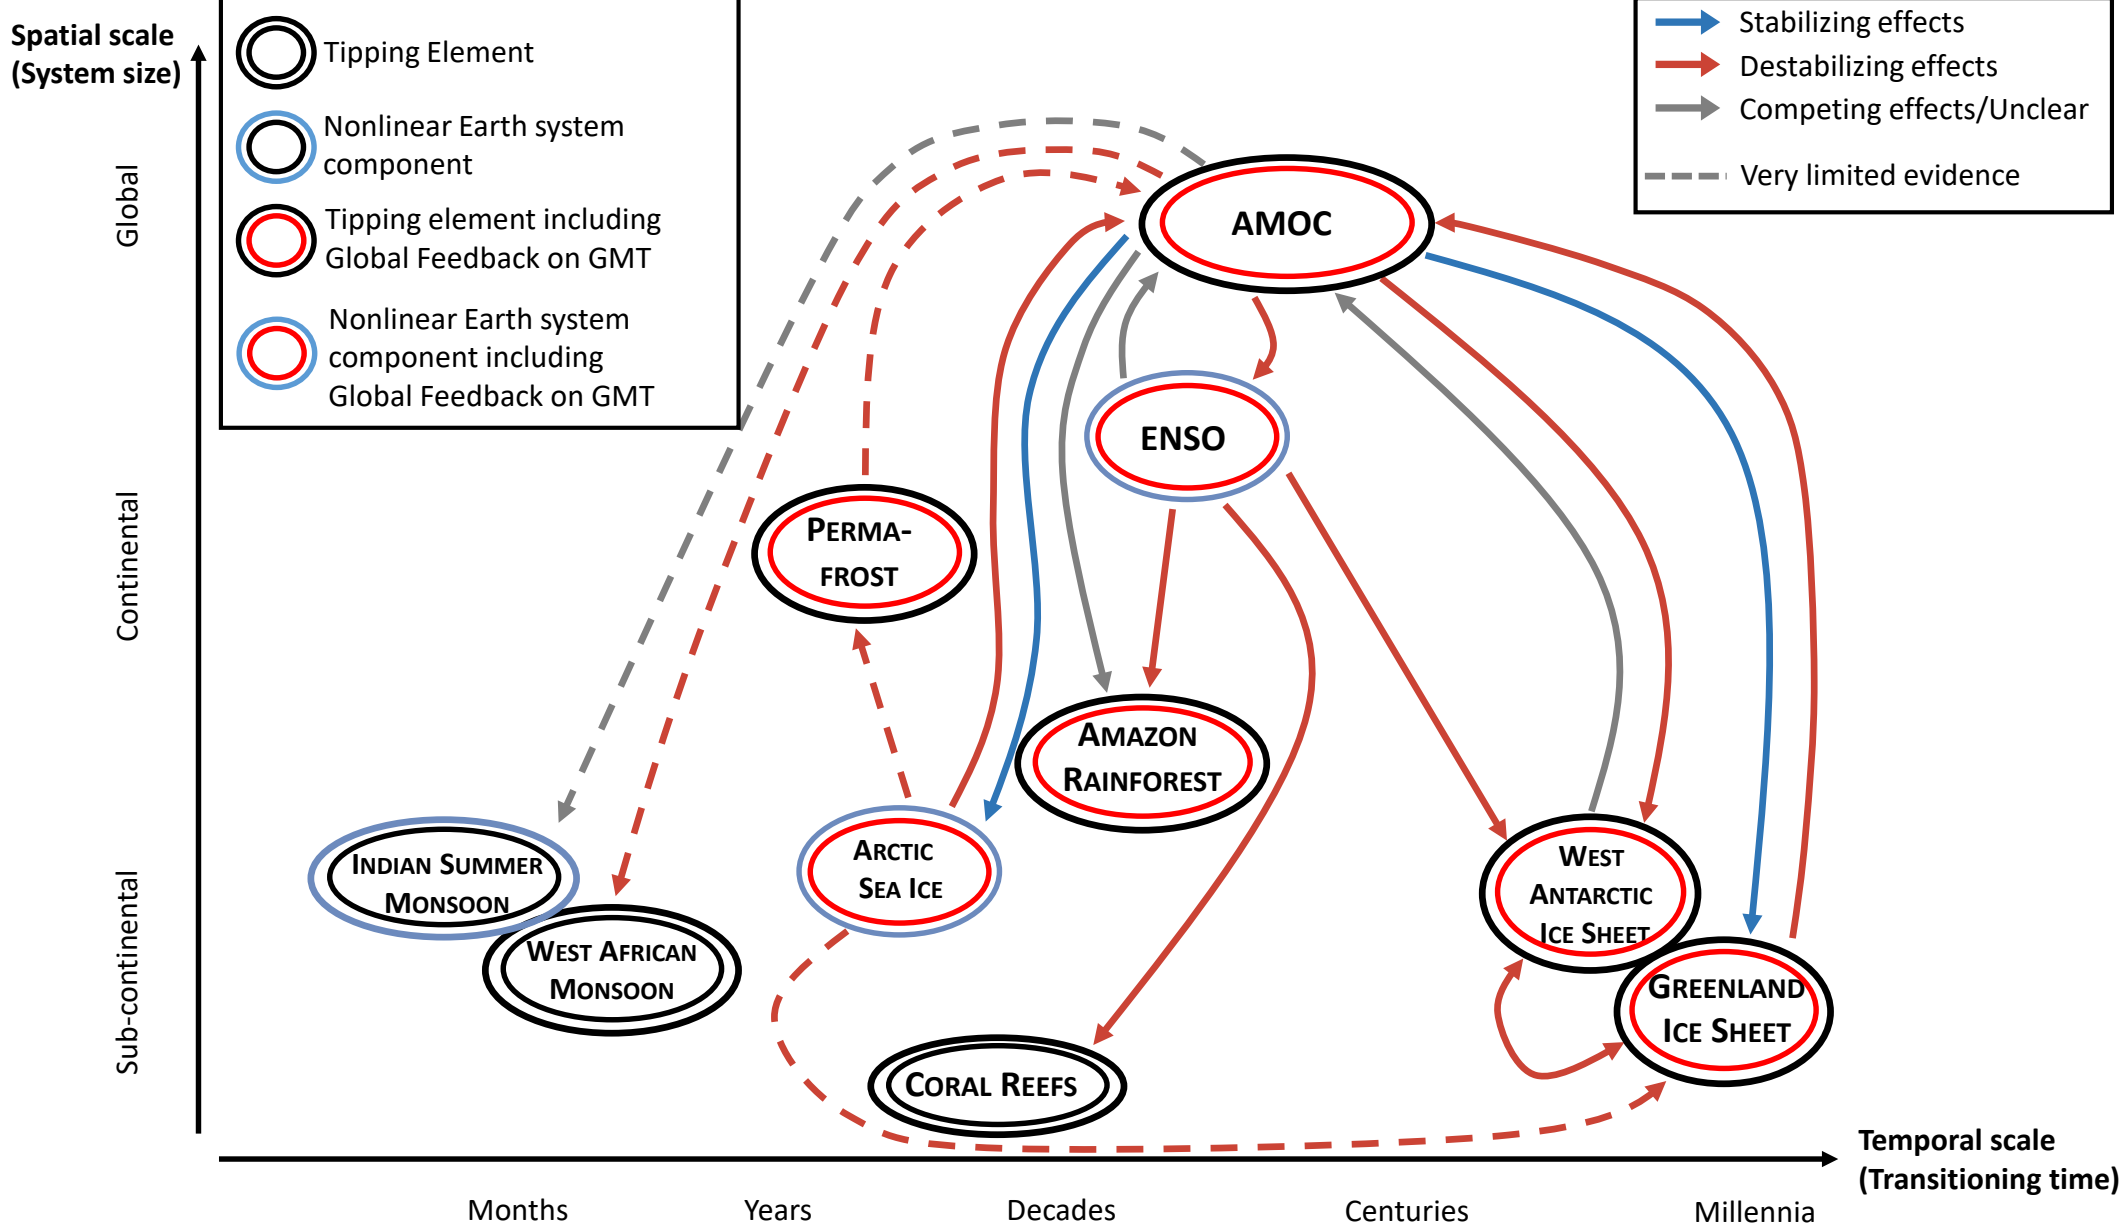 Spatial scale
(System size)
Tipping Element
Nonlinear Earth system
component
Tipping element including
Global Feedback on GMT
Nonlinear Earth system
component including
Global Feedback on GMT
Stabilizing effects
Destabilizing effects
Competing effects/Unclear
Very limited evidence
Global
Continental
Sub-continental
AMOC
ENSO
PERMA-
FROST
AMAZON
RAINFOREST
ARCTIC
SEA ICE
INDIAN SUMMER
MONSOON
WEST AFRICAN
MONSOON
WEST
ANTARCTIC
ICE SHEET
GREENLAND
ICE SHEET
CORAL REEFS
Temporal scale
(Transitioning time)
Months
Years
Decades
Centuries
Millennia